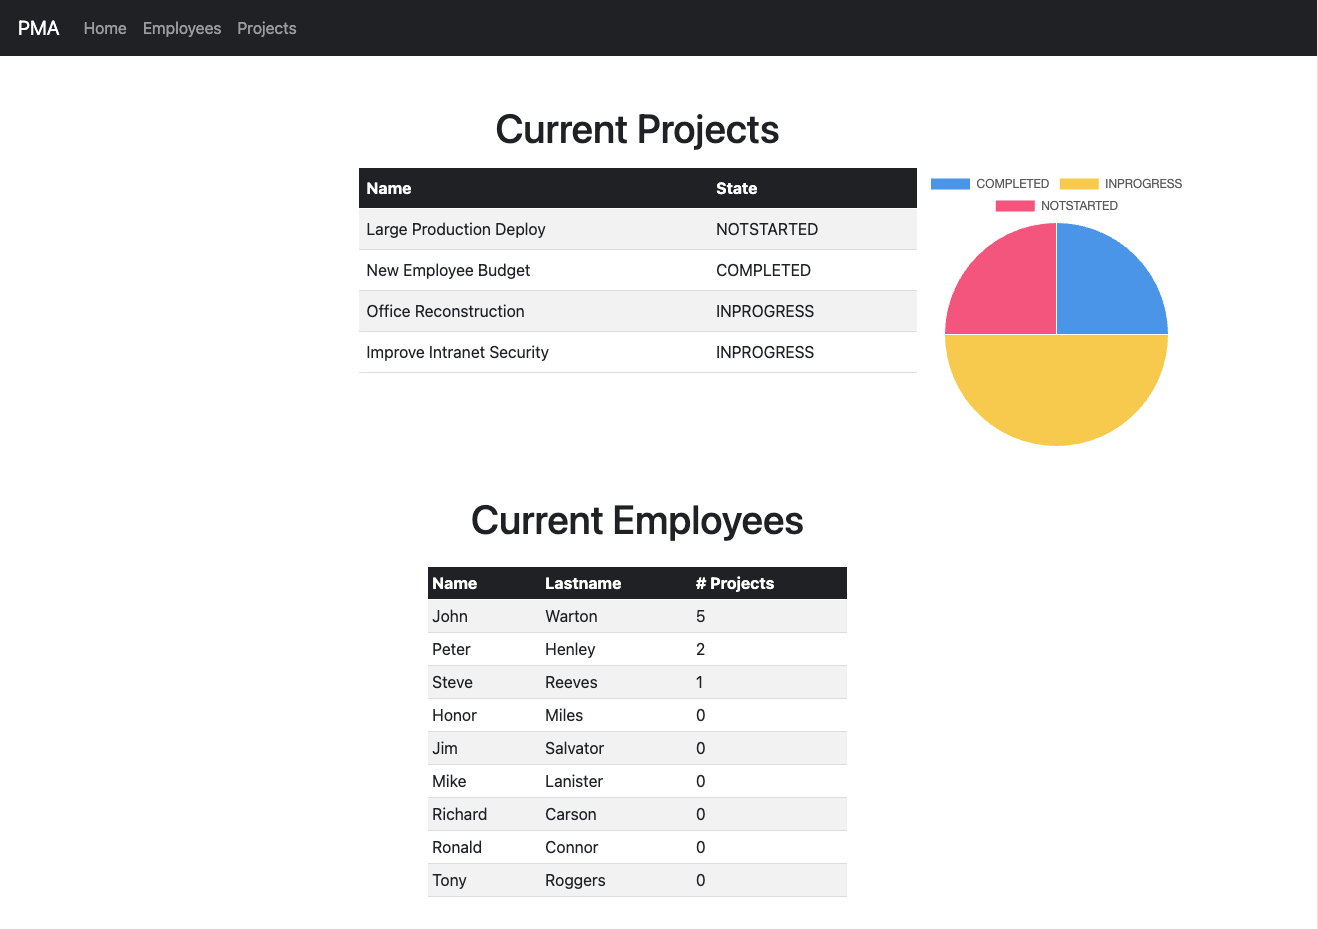 PMA Home Employees Projects
Current Projects
Name State
Large Production Deploy NOTSTARTED
New Employee Budget COMPLETED
Office Reconstruction INPROGRESS
Improve Intranet Security INPROGRESS
COMPLETED INPROGRESS
NOTSTARTED
Current Employees
Name Lastname # Projects
John Warton 5
Peter Henley 2
Steve Reeves 1
Honor Miles 0
Jim Salvator 0
Mike Lanister 0
Richard Carson 0
Ronald Connor 0
Tony Roggers 0